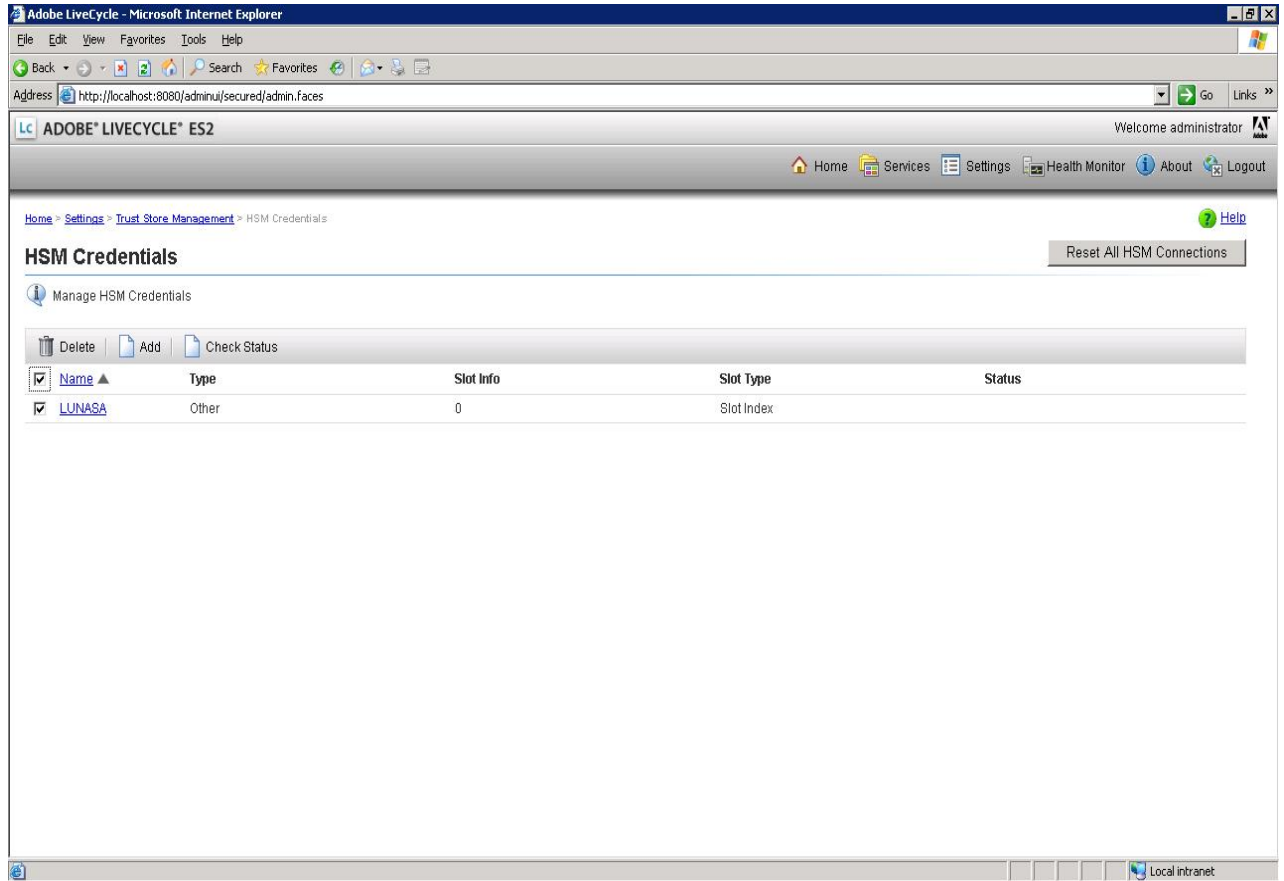 Adobe LiveCycle - Microsoft Internet Explorer
File Edit View Favorites Tools Help
Back Search Favorites
Address http://localhost:8080/adminui/secured/admin.faces Go Links »
LC ADOBE® LIVECYCLE® ES2 Welcome administrator Adobe
Home Services Settings Health Monitor About Logout
Home > Settings > Trust Store Management > HSM Credentials Help
HSM Credentials Reset All HSM Connections
Manage HSM Credentials
Delete Add Check Status
Name Type Slot Info Slot Type Status
LUNASA Other 0 Slot Index
Local intranet